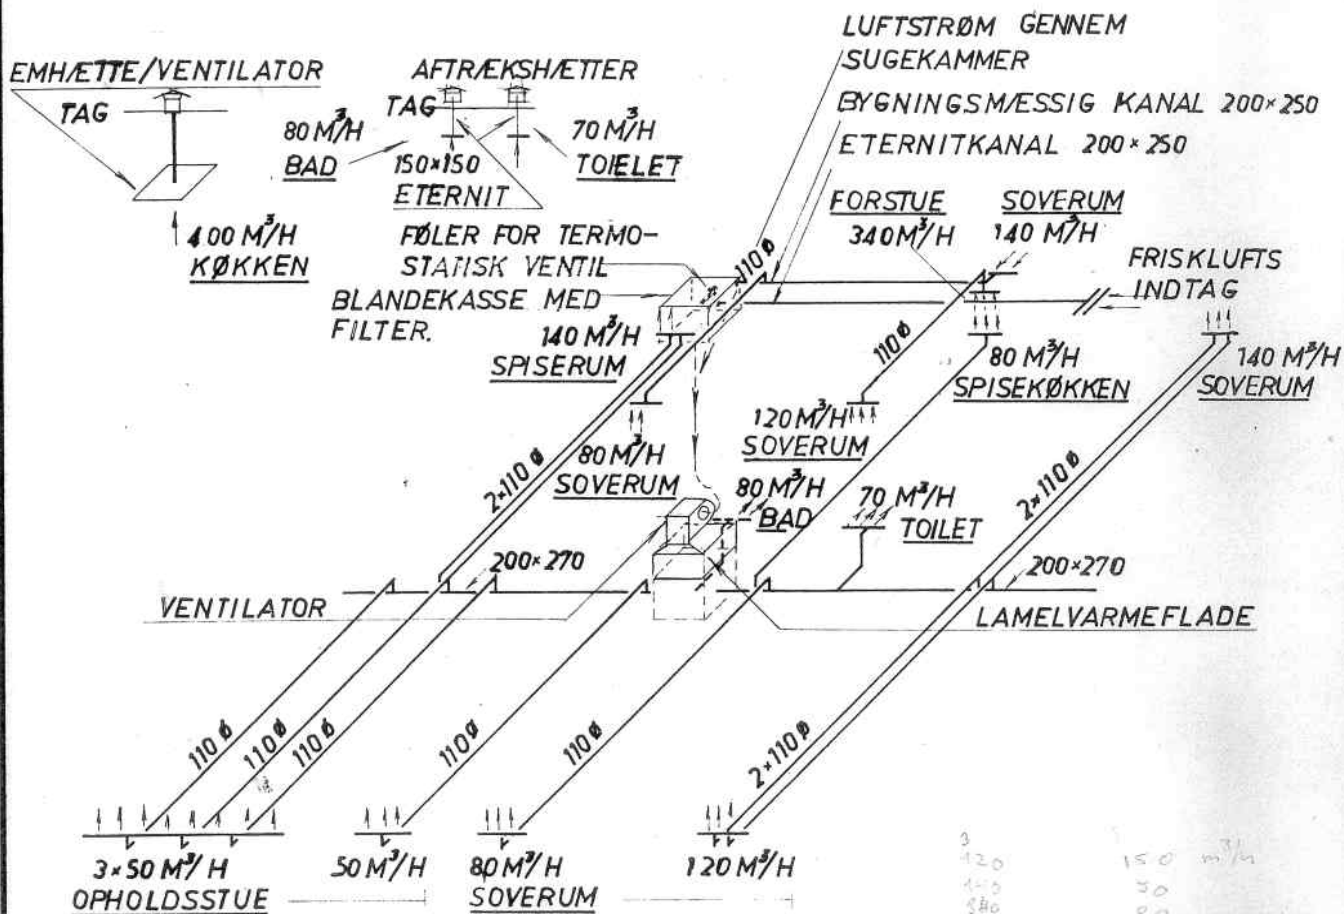 LUFTSTRØM GENNEM
SUGEKAMMER
EMHÆTTE/VENTILATOR
AFTRÆKSHÆTTER
TAG
TAG
BYGNINGSMÆSSIG KANAL 200×250
80 M³/H
BAD
150×150
ETERNIT
70 M³/H
TOIELET
ETERNITKANAL 200×250
FORSTUE
340 M³/H
SOVERUM
140 M³/H
400 M³/H
KØKKEN
FØLER FOR TERMO-
STATISK VENTIL
BLANDEKASSE MED
FILTER.
110 Ø
FRISKLUFTS
INDTAG
140 M³/H
SPISERUM
110 Ø
80 M³/H
SPISEKØKKEN
140 M³/H
SOVERUM
120 M³/H
SOVERUM
80 M³/H
SOVERUM
2×110 Ø
80 M³/H
BAD
70 M³/H
TOILET
2×110 Ø
200×270
200×270
VENTILATOR
LAMELVARMEFLADE
110 Ø
110 Ø
110 Ø
110 Ø
110 Ø
2×110 Ø
3×50 M³/H
OPHOLDSSTUE
50 M³/H
80 M³/H
SOVERUM
120 M³/H
3
120
150 m³/h